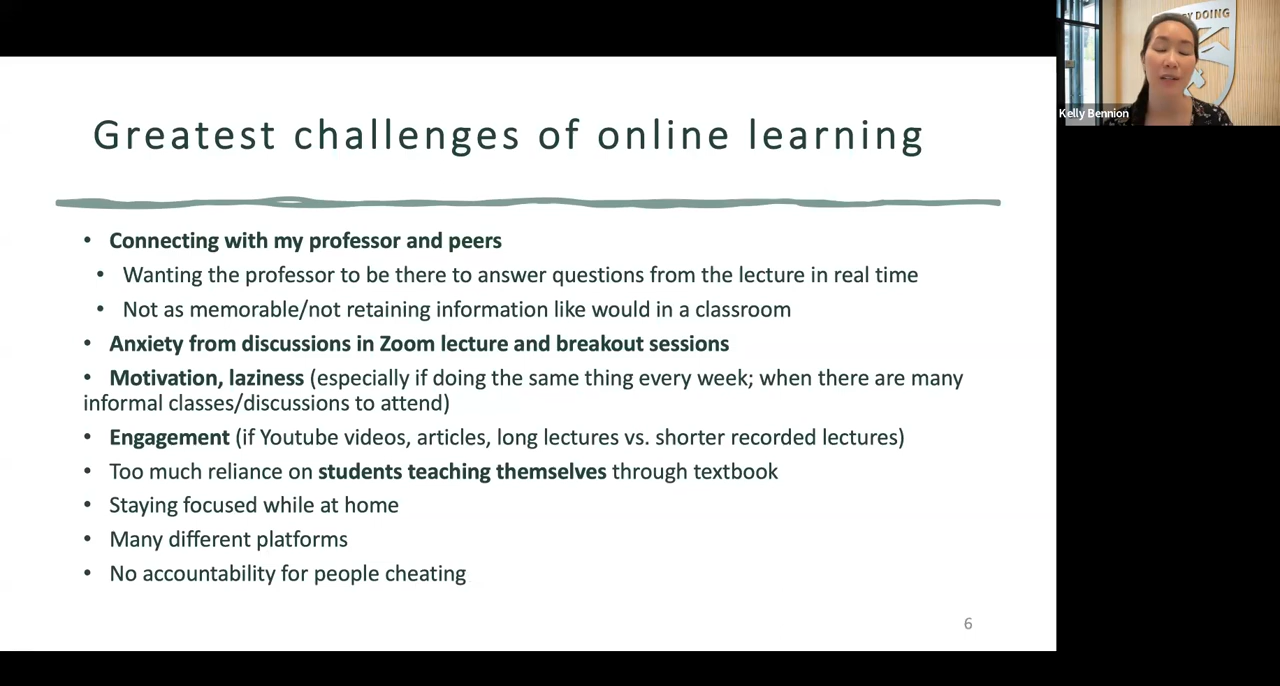 Greatest challenges of online learning
• Connecting with my professor and peers
• Wanting the professor to be there to answer questions from the lecture in real time
• Not as memorable/not retaining information like would in a classroom
• Anxiety from discussions in Zoom lecture and breakout sessions
• Motivation, laziness (especially if doing the same thing every week; when there are many
informal classes/discussions to attend)
• Engagement (if Youtube videos, articles, long lectures vs. shorter recorded lectures)
• Too much reliance on students teaching themselves through textbook
• Staying focused while at home
• Many different platforms
• No accountability for people cheating
6
DOING
Kelly Bennion